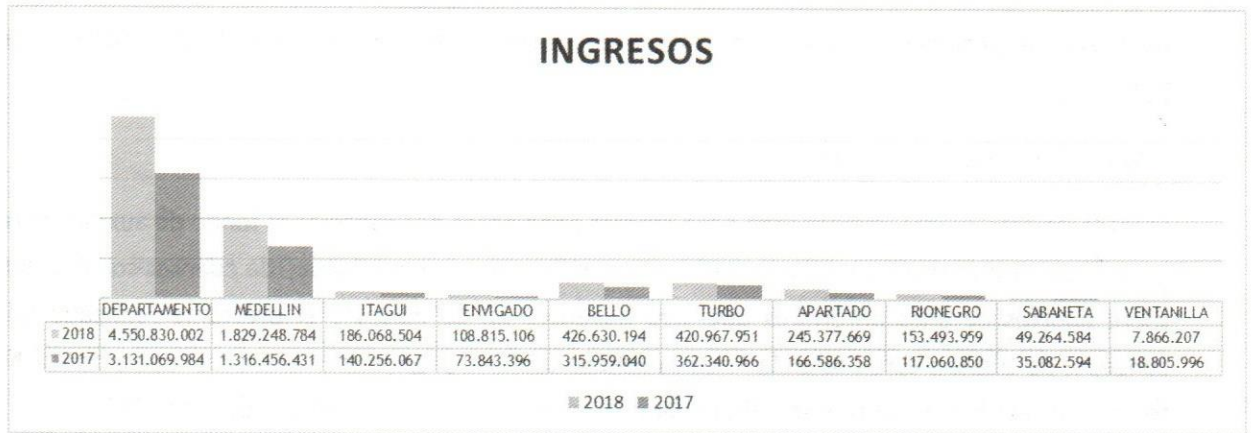 INGRESOS
DEPARTAMENTO MEDELLIN ITAGUI ENVIGADO BELLO TURBO APARTADO RIONEGRO SABANETA VENTANILLA
2018 4.550.830.002 1.829.248.784 186.068.504 108.815.106 426.630.194 420.967.951 245.377.669 153.493.959 49.264.584 7.866.207
2017 3.131.069.984 1.316.456.431 140.256.067 73.843.396 315.959.040 362.340.966 166.586.358 117.060.850 35.082.594 18.805.996
2018 2017